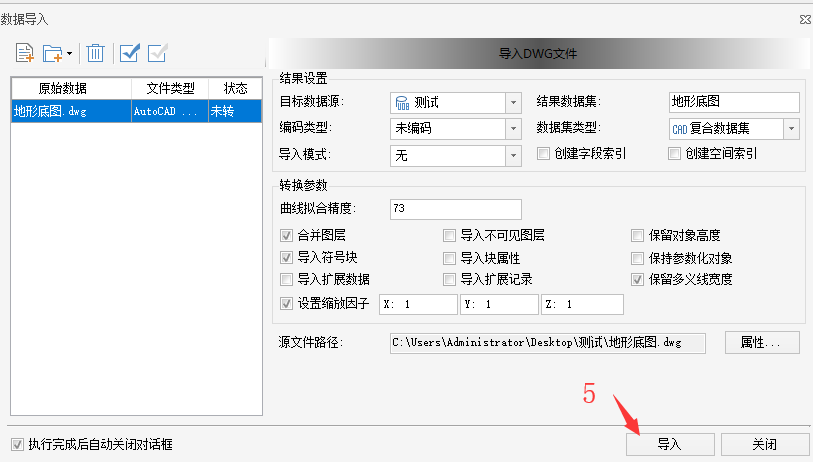 数据导入
导入DWG文件
原始数据 文件类型 状态
地形底图.dwg AutoCAD ... 未转
结果设置
目标数据源: UDB 测试 结果数据集: 地形底图
编码类型: 未编码 数据集类型: CAD 复合数据集
导入模式: 无 创建字段索引 创建空间索引
转换参数
曲线拟合精度: 73
合并图层 导入不可见图层 保留对象高度
导入符号块 导入块属性 保持参数化对象
导入扩展数据 导入扩展记录 保留多义线宽度
设置缩放因子 X: 1 Y: 1 Z: 1
源文件路径: C:\Users\Administrator\Desktop\测试\地形底图.dwg 属性...
5
执行完成后自动关闭对话框 导入 关闭